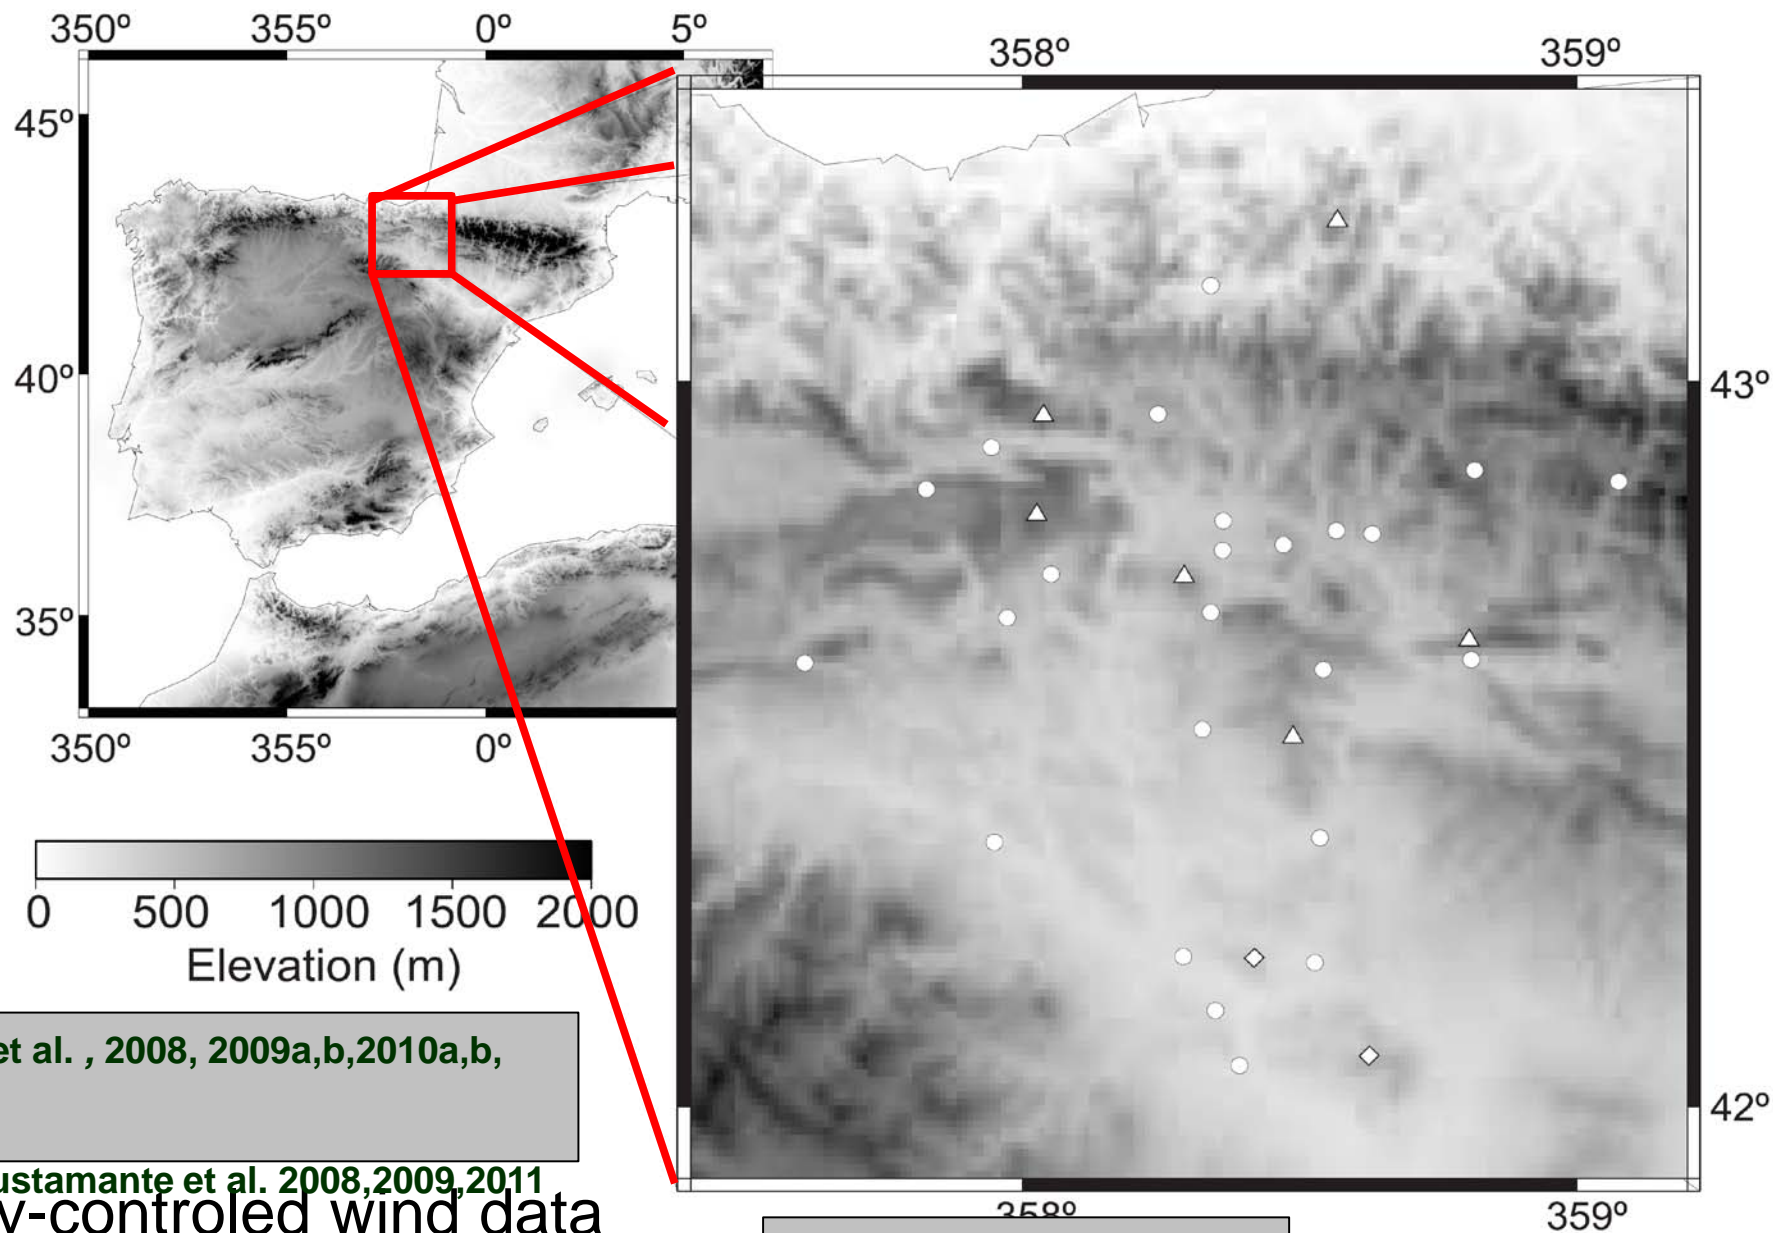 350º 355º 0º 5º
358º 359º
45º
40º
35º
43º
42º
350º 355º 0º
0 500 1000 1500 2000
Elevation (m)
et al. , 2008, 2009a,b,2010a,b,
ustamante et al. 2008,2009,2011
y-controled wind data
358º 359º